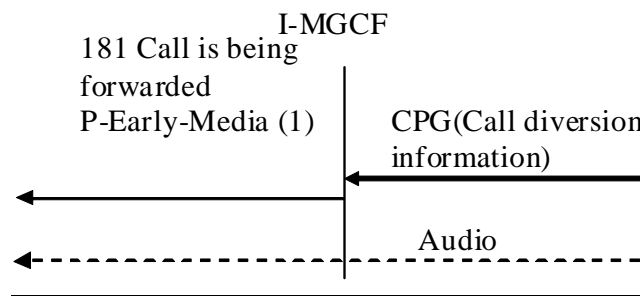 I-MGCF
181 Call is being
forwarded
P-Early-Media (1)
CPG(Call diversion
information)
Audio